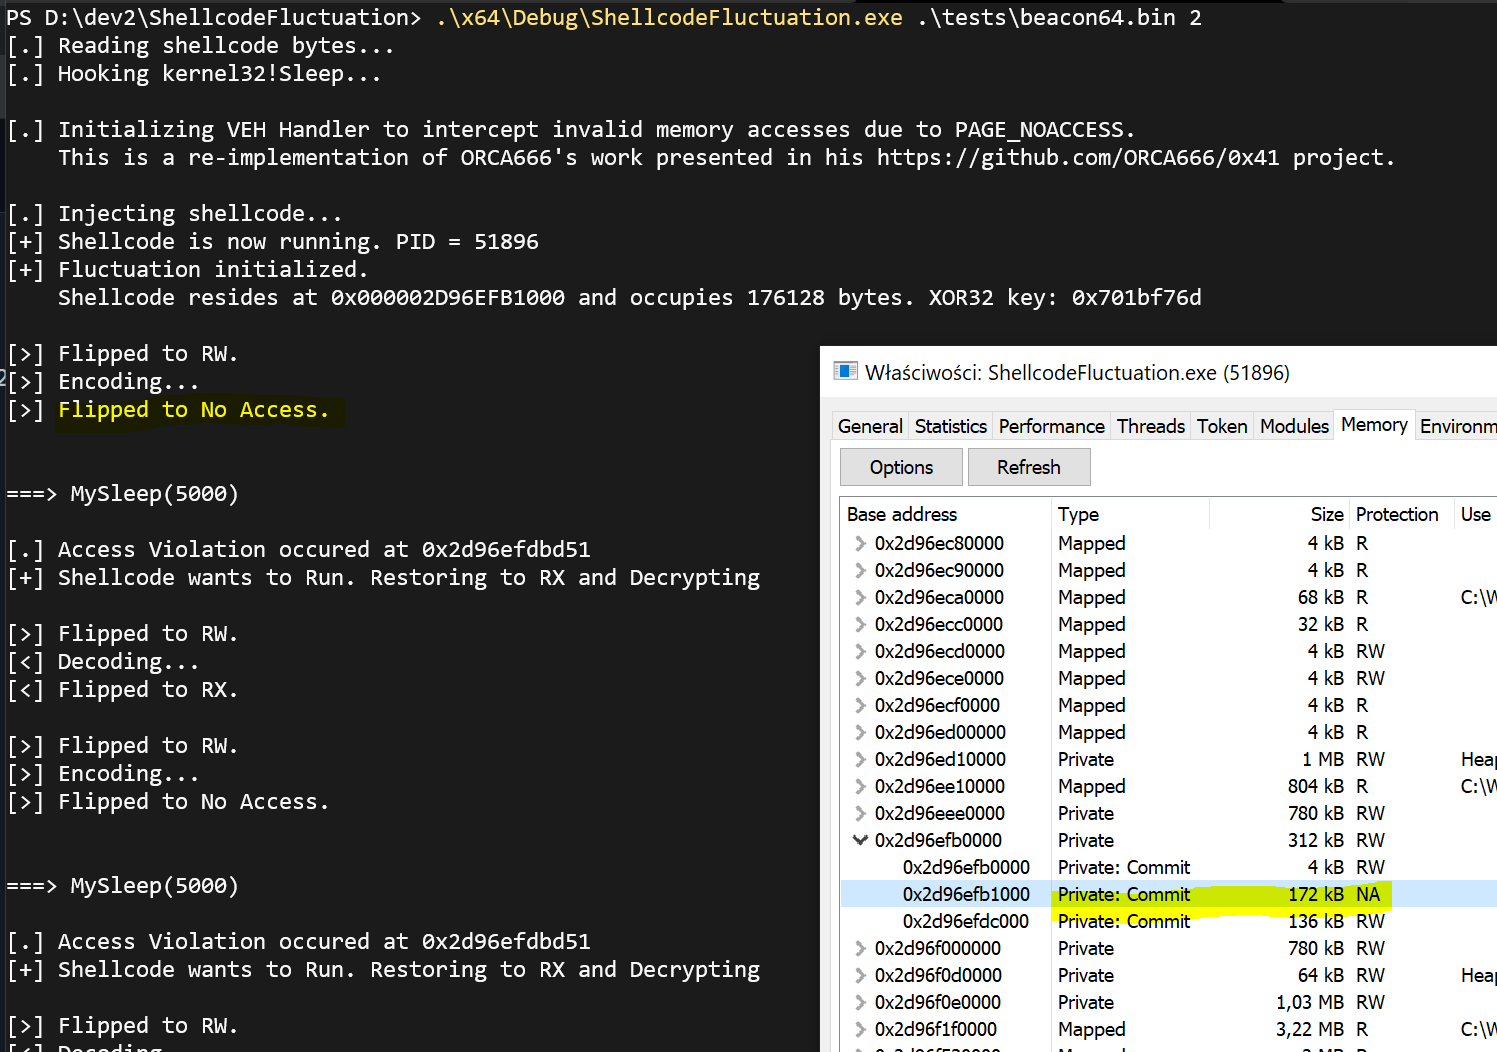 PS D:\dev2\ShellcodeFluctuation> .\x64\Debug\ShellcodeFluctuation.exe .\tests\beacon64.bin 2
[.] Reading shellcode bytes...
[.] Hooking kernel32!Sleep...
[.] Initializing VEH Handler to intercept invalid memory accesses due to PAGE_NOACCESS.
This is a re-implementation of ORCA666's work presented in his https://github.com/ORCA666/0x41 project.
[.] Injecting shellcode...
[+] Shellcode is now running. PID = 51896
[+] Fluctuation initialized.
Shellcode resides at 0x000002D96EFB1000 and occupies 176128 bytes. XOR32 key: 0x701bf76d
[>] Flipped to RW.
[>] Encoding...
[>] Flipped to No Access.
===> MySleep(5000)
[.] Access Violation occured at 0x2d96efdbd51
[+] Shellcode wants to Run. Restoring to RX and Decrypting
[>] Flipped to RW.
[<] Decoding...
[<] Flipped to RX.
[>] Flipped to RW.
[>] Encoding...
[>] Flipped to No Access.
===> MySleep(5000)
[.] Access Violation occured at 0x2d96efdbd51
[+] Shellcode wants to Run. Restoring to RX and Decrypting
[>] Flipped to RW.
[<] Decoding
Właściwości: ShellcodeFluctuation.exe (51896)
General Statistics Performance Threads Token Modules Memory Environm
Options Refresh
Base address Type Size Protection Use
0x2d96ec80000 Mapped 4 kB R
0x2d96ec90000 Mapped 4 kB R
0x2d96eca0000 Mapped 68 kB R C:\W
0x2d96ecc0000 Mapped 32 kB R
0x2d96ecd0000 Mapped 4 kB RW
0x2d96ece0000 Mapped 4 kB RW
0x2d96ecf0000 Mapped 4 kB R
0x2d96ed00000 Mapped 4 kB R
0x2d96ed10000 Private 1 MB RW Heap
0x2d96ee10000 Mapped 804 kB R C:\W
0x2d96eee0000 Private 780 kB RW
0x2d96efb0000 Private 312 kB RW
0x2d96efb0000 Private: Commit 4 kB RW
0x2d96efb1000 Private: Commit 172 kB NA
0x2d96efdc000 Private: Commit 136 kB RW
0x2d96f000000 Private 780 kB RW
0x2d96f0d0000 Private 64 kB RW Heap
0x2d96f0e0000 Private 1,03 MB RW
0x2d96f1f0000 Mapped 3,22 MB R C:\W